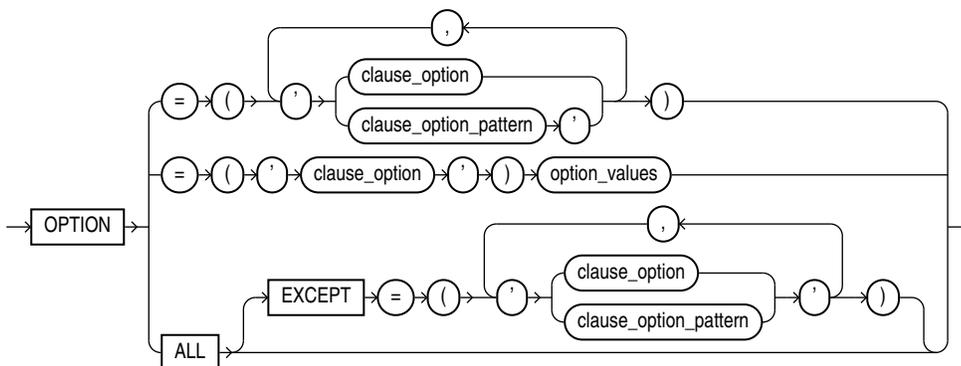 ,
clause_option
= ( ’ clause_option_pattern ’ )
= ( ’ clause_option ’ ) option_values
OPTION
,
clause_option
EXCEPT = ( ’ clause_option_pattern ’ )
ALL